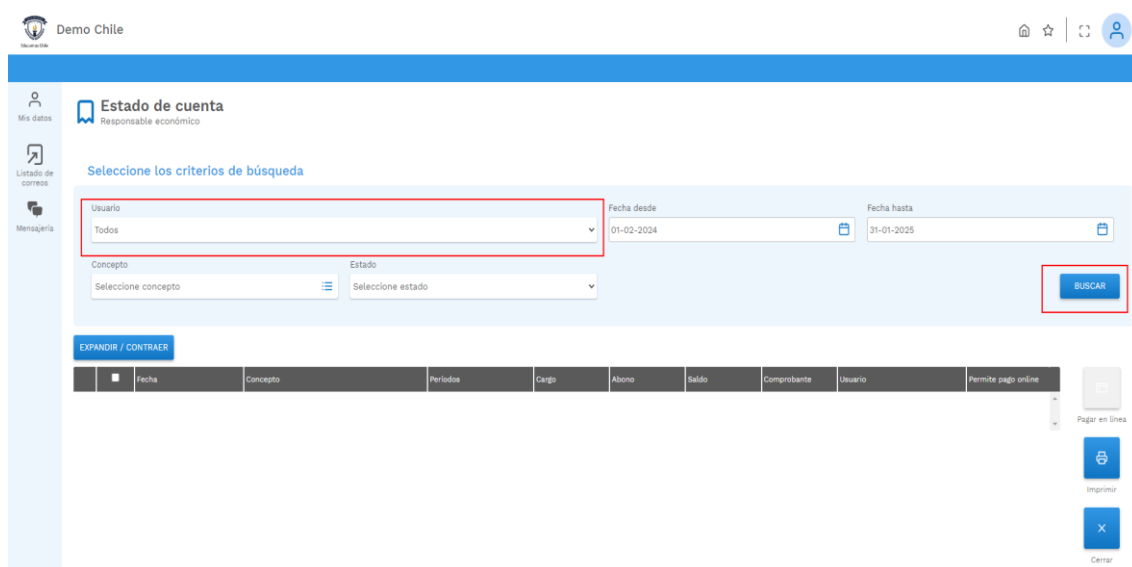 Demo Chile
Mis datos
Estado de cuenta
Responsable económico
Listado de
correos
Mensajería
Seleccione los criterios de búsqueda
Usuario
Fecha desde
Fecha hasta
Todos
01-02-2024
31-01-2025
Concepto
Estado
Seleccione concepto
Seleccione estado
BUSCAR
EXPANDIR / CONTRAER
Fecha
Concepto
Periodos
Cargo
Abono
Saldo
Comprobante
Usuario
Permite pago online
Pagar en línea
Imprimir
Cerrar